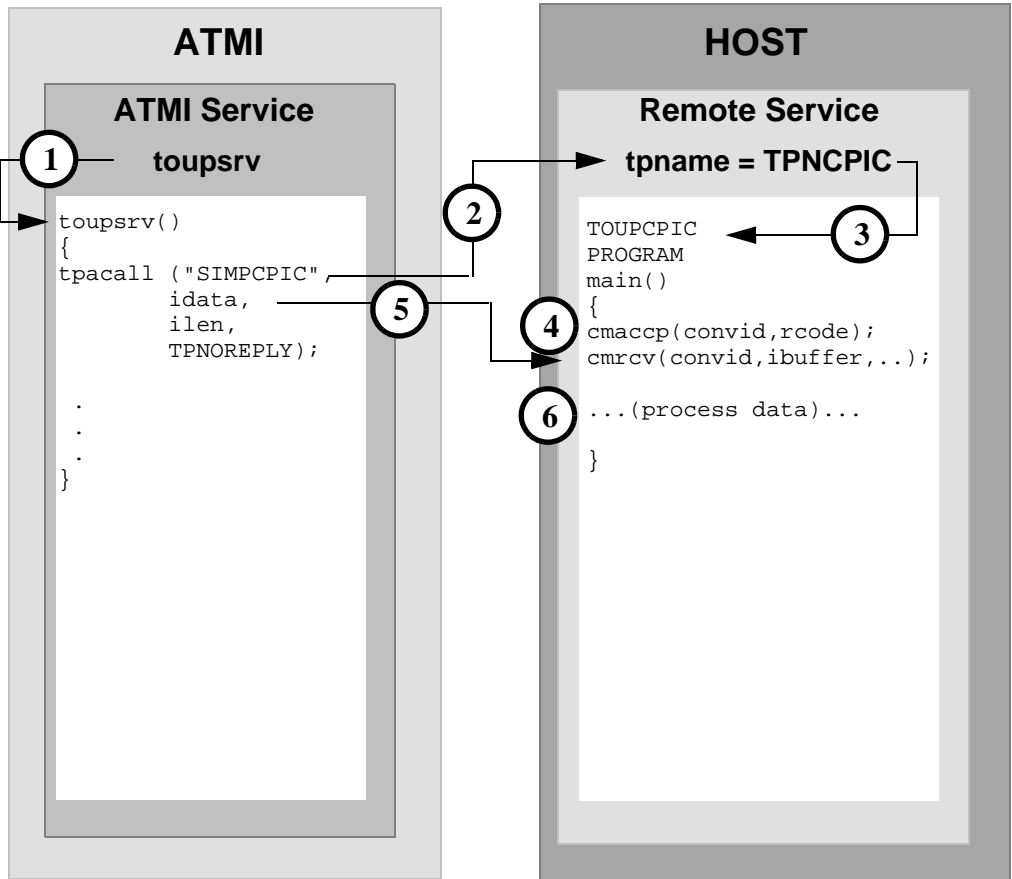 ATMI
ATMI Service
1
toupsrv
toupsrv()
{
tpacall ("SIMPCPIC",
idata,
ilen,
TPNOREPLY);
.
.
.
}
2
5
HOST
Remote Service
tpname = TPNCPIC
3
TOUPCPIC
PROGRAM
main()
{
4
cmaccp(convid,rcode);
cmrcv(convid,ibuffer,..);
6
...(process data)...
}